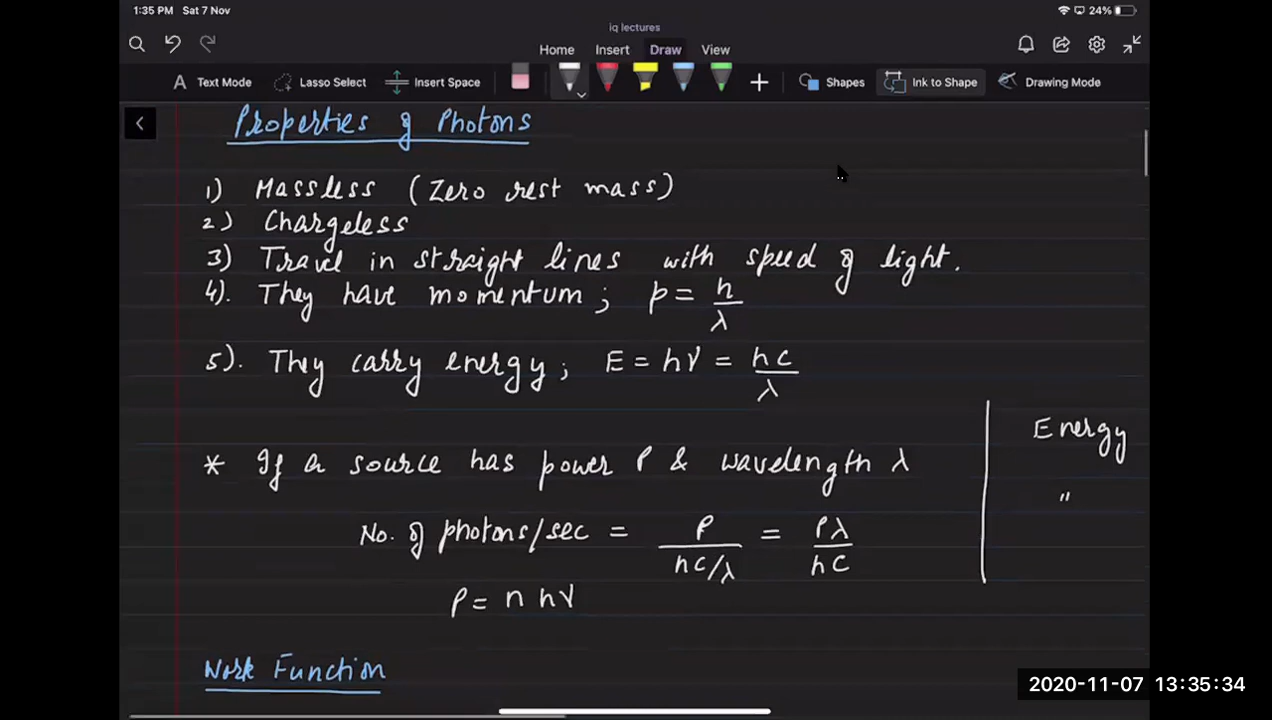 1:35 PM Sat 7 Nov
24%
iq lectures
Home Insert Draw View
Text Mode Lasso Select Insert Space Shapes Ink to Shape Drawing Mode
Properties of Photons
1) Massless (Zero rest mass)
2) Chargeless
3) Travel in straight lines with speed of light.
4). They have momentum ; p = h/λ
5). They carry energy ; E = hν = hc/λ
Energy
* If a source has power P & wavelength λ
"
No. of photons/sec = P/(hc/λ) = Pλ/hc
P = n hν
Work Function
2020-11-07 13:35:34